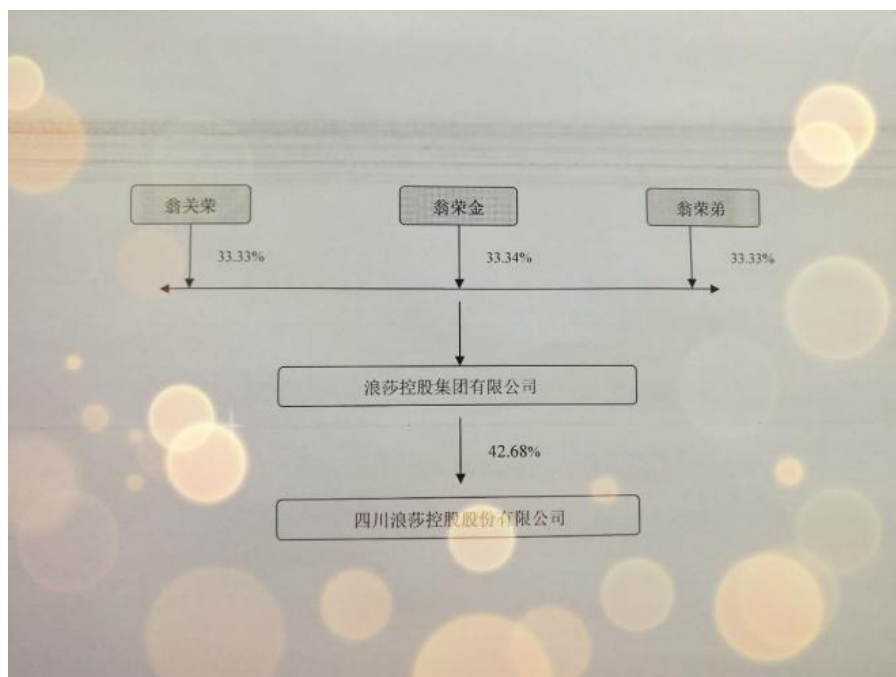 翁关荣 翁荣金 翁荣弟
33.33% 33.34% 33.33%
浪莎控股集团有限公司
42.68%
四川浪莎控股股份有限公司